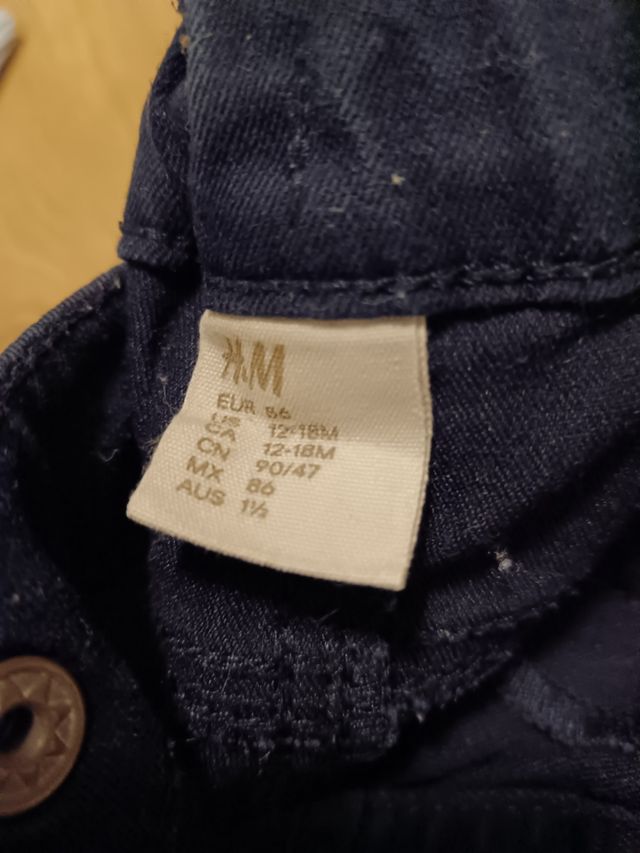 H&M
EUR 86
US 12-18M
CA 12-18M
CN 90/47
MX 86
AUS 1½